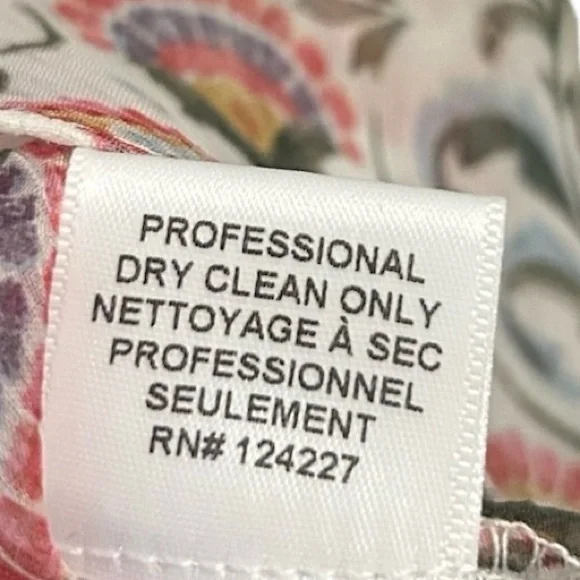 PROFESSIONAL
DRY CLEAN ONLY
NETTOYAGE À SEC
PROFESSIONNEL
SEULEMENT
RN# 124227